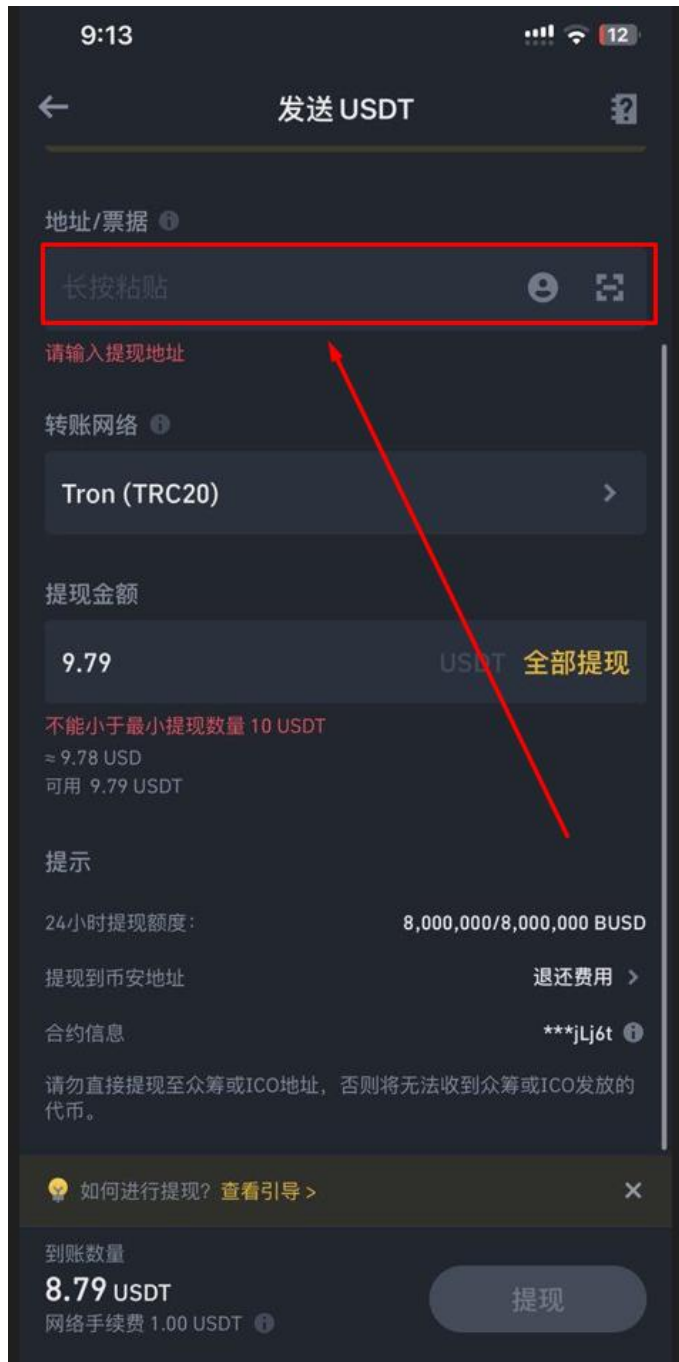 9:13
12
发送 USDT
地址/票据
长按粘贴
请输入提现地址
转账网络
Tron (TRC20)
提现金额
9.79 USDT 全部提现
不能小于最小提现数量 10 USDT
≈ 9.78 USD
可用 9.79 USDT
提示
24小时提现额度: 8,000,000/8,000,000 BUSD
提现到币安地址 退还费用 >
合约信息 ***jLj6t
请勿直接提现至众筹或ICO地址，否则将无法收到众筹或ICO发放的
代币。
如何进行提现? 查看引导 >
到账数量
8.79 USDT 提现
网络手续费 1.00 USDT